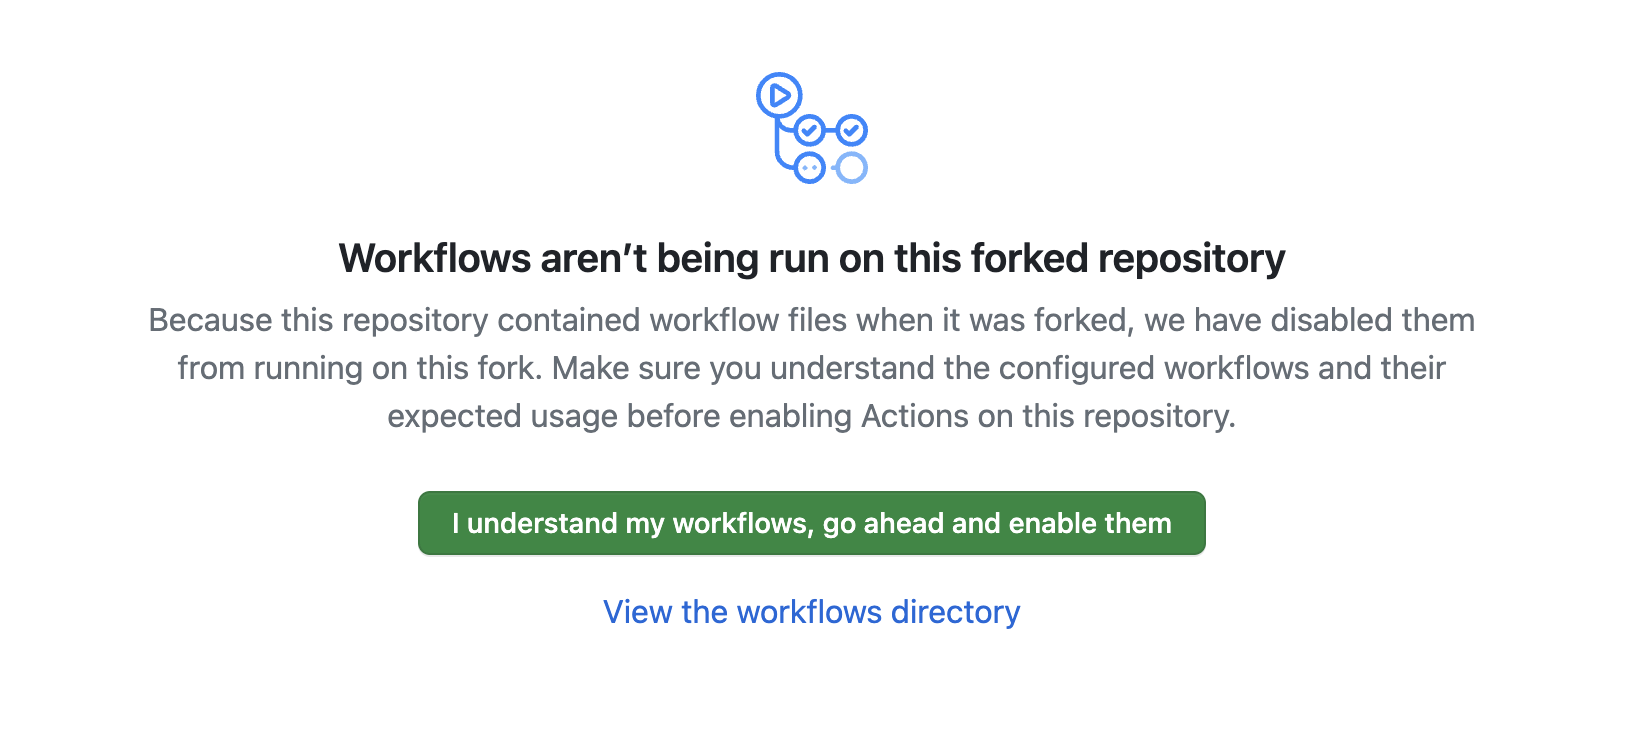 Workflows aren’t being run on this forked repository
Because this repository contained workflow files when it was forked, we have disabled them
from running on this fork. Make sure you understand the configured workflows and their
expected usage before enabling Actions on this repository.
I understand my workflows, go ahead and enable them
View the workflows directory